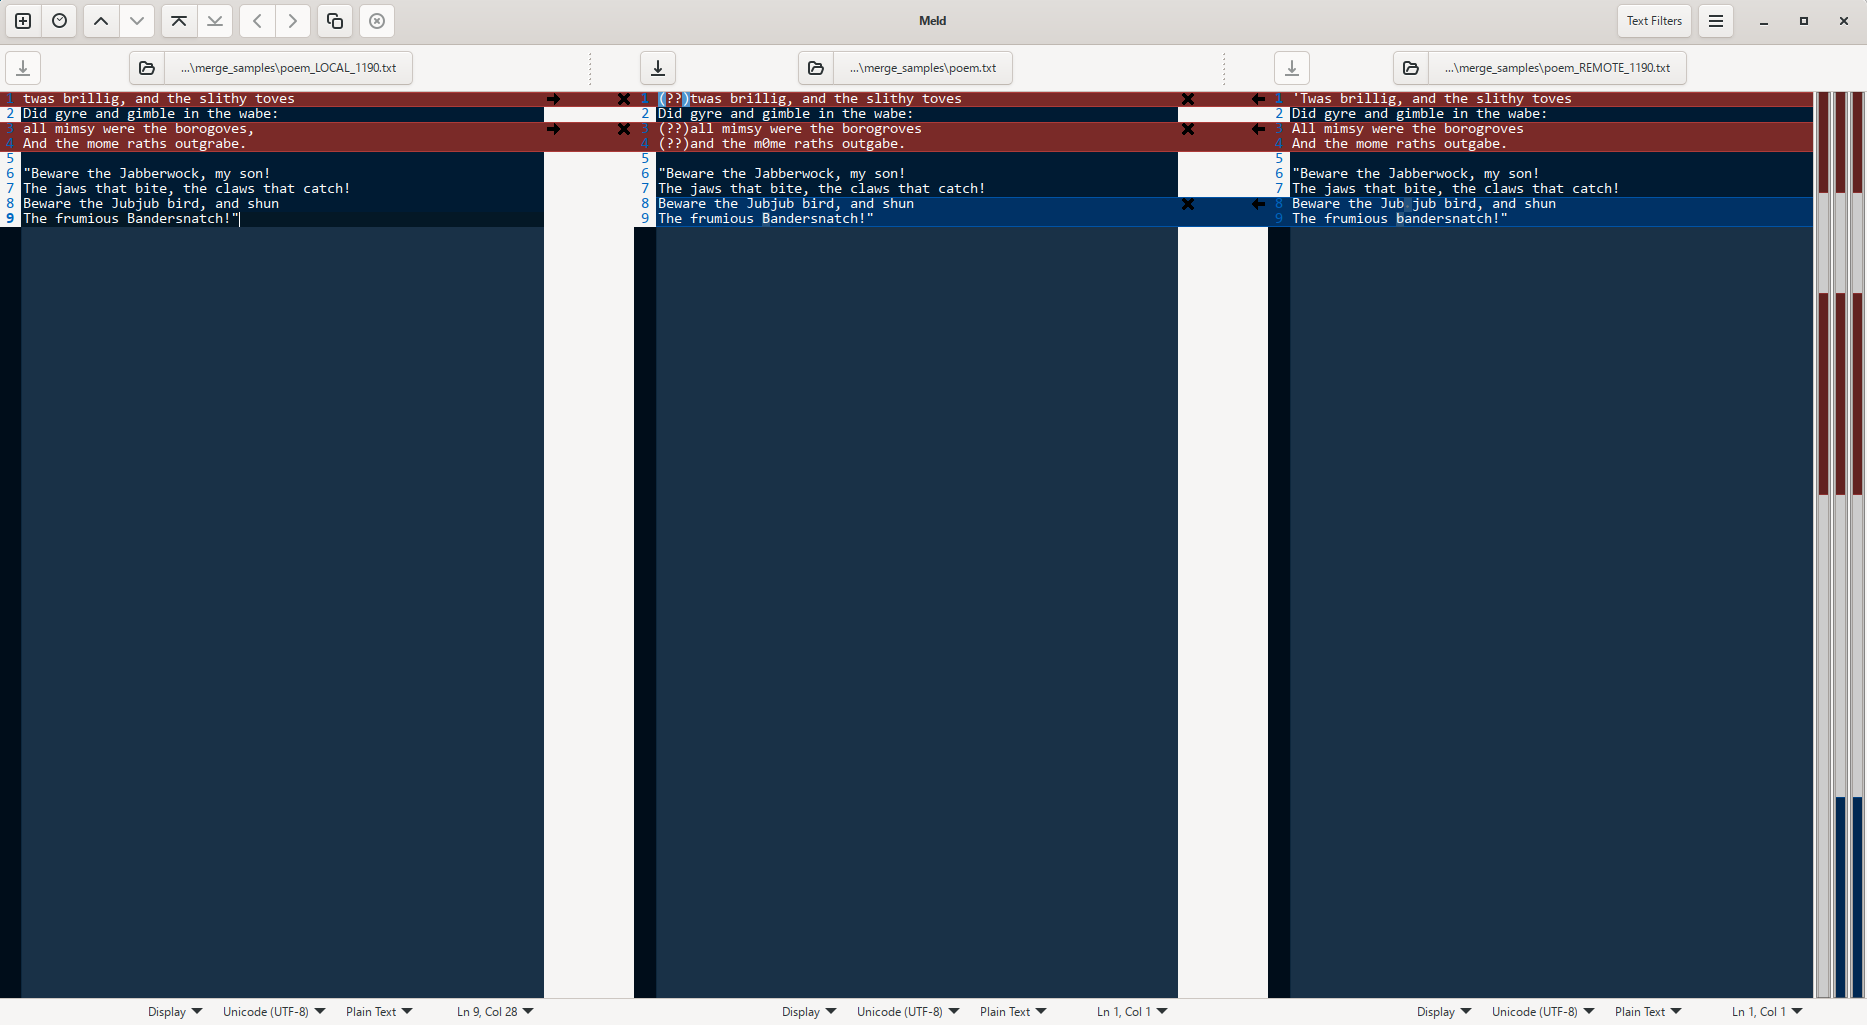 Meld
Text Filters
...\merge_samples\poem_LOCAL_1190.txt
...\merge_samples\poem.txt
...\merge_samples\poem_REMOTE_1190.txt
1 twas brillig, and the slithy toves
2 Did gyre and gimble in the wabe:
3 all mimsy were the borogoves,
4 And the mome raths outgrabe.
5
6 "Beware the Jabberwock, my son!
7 The jaws that bite, the claws that catch!
8 Beware the Jubjub bird, and shun
9 The frumious Bandersnatch!"
1 (??)twas bri1lig, and the slithy toves
2 Did gyre and gimble in the wabe:
3 (??)all mimsy were the borogroves
4 (??)and the m0me raths outgabe.
5
6 "Beware the Jabberwock, my son!
7 The jaws that bite, the claws that catch!
8 Beware the Jubjub bird, and shun
9 The frumious Bandersnatch!"
1 'Twas brillig, and the slithy toves
2 Did gyre and gimble in the wabe:
3 All mimsy were the borogroves
4 And the mome raths outgabe.
5
6 "Beware the Jabberwock, my son!
7 The jaws that bite, the claws that catch!
8 Beware the Jub-jub bird, and shun
9 The frumious bandersnatch!"
Display Unicode (UTF-8) Plain Text Ln 9, Col 28
Display Unicode (UTF-8) Plain Text Ln 1, Col 1
Display Unicode (UTF-8) Plain Text Ln 1, Col 1